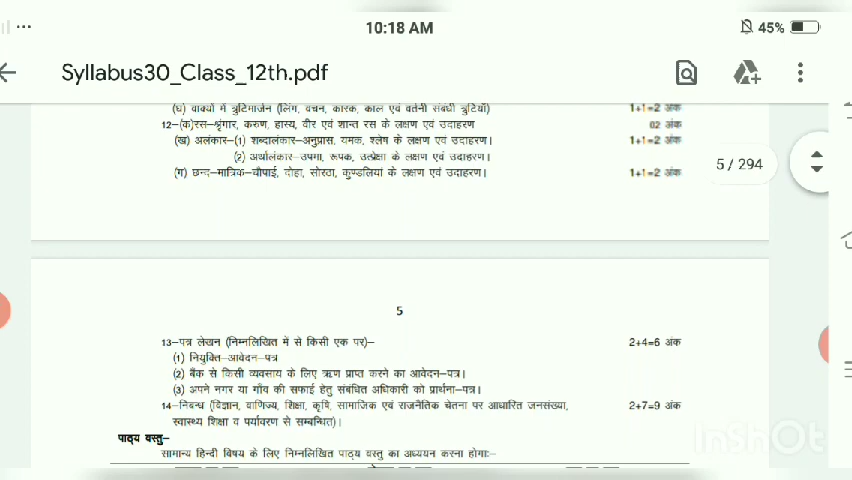 10:18 AM
45%
Syllabus30_Class_12th.pdf
(घ) वाक्यों में त्रुटिमार्जन (लिंग, वचन, कारक, काल एवं वर्तनी संबंधी त्रुटियाँ) 1+1=2 अंक
12–(क)रस–श्रृंगार, करुण, हास्य, वीर एवं शान्त रस के लक्षण एवं उदाहरण 02 अंक
(ख) अलंकार–(1) शब्दालंकार–अनुप्रास, यमक, श्लेष के लक्षण एवं उदाहरण। 1+1=2 अंक
(2) अर्थालंकार–उपमा, रूपक, उत्प्रेक्षा के लक्षण एवं उदाहरण।
5 / 294
(ग) छन्द–मात्रिक–चौपाई, दोहा, सोरठा, कुण्डलियां के लक्षण एवं उदाहरण। 1+1=2 अंक
5
13–पत्र लेखन (निम्नलिखित में से किसी एक पर)– 2+4=6 अंक
(1) नियुक्ति–आवेदन–पत्र
(2) बैंक से किसी व्यवसाय के लिए ऋण प्राप्त करने का आवेदन–पत्र।
(3) अपने नगर या गाँव की सफाई हेतु संबंधित अधिकारी को प्रार्थना–पत्र।
14–निबन्ध (विज्ञान, वाणिज्य, शिक्षा, कृषि, सामाजिक एवं राजनैतिक चेतना पर आधारित जनसंख्या, 2+7=9 अंक
स्वास्थ्य शिक्षा व पर्यावरण से सम्बन्धित)।
पाठ्य वस्तु–
सामान्य हिन्दी विषय के लिए निम्नलिखित पाठ्य वस्तु का अध्ययन करना होगाः–
InShOt